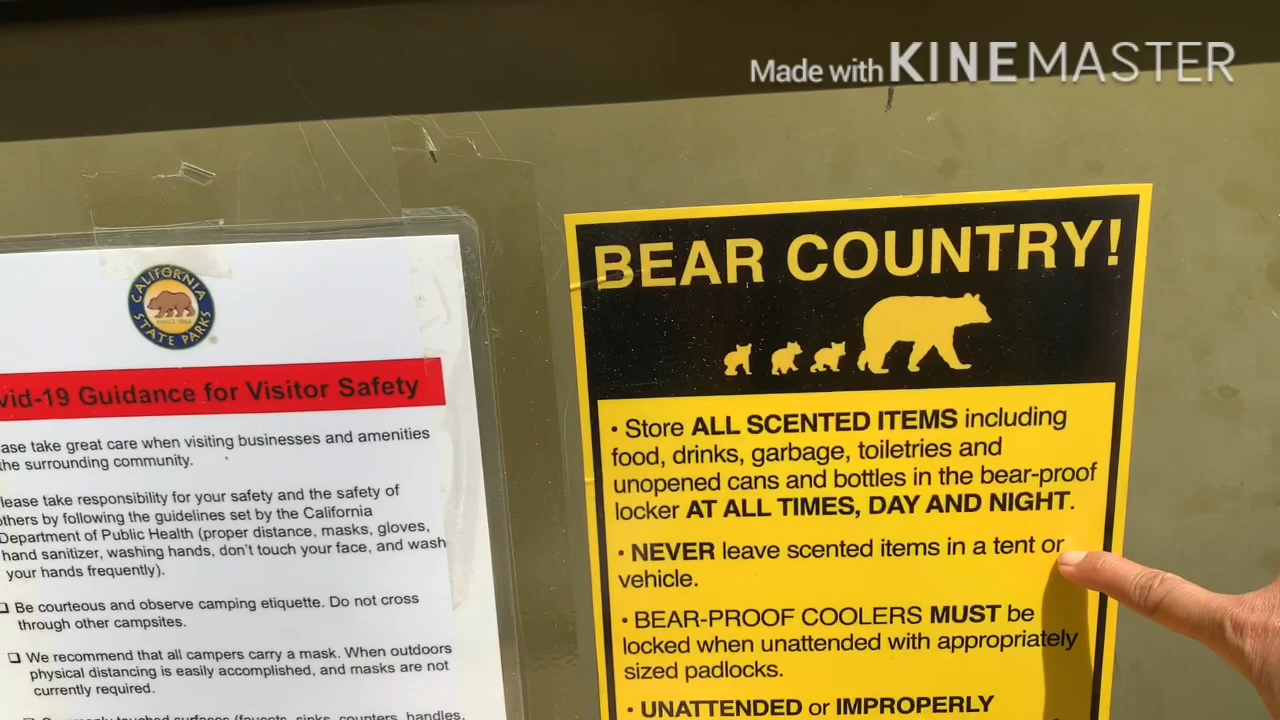 Made with KINEMASTER
CALIFORNIA
STATE PARKS
vid-19 Guidance for Visitor Safety
ase take great care when visiting businesses and amenities
the surrounding community.
lease take responsibility for your safety and the safety of
others by following the guidelines set by the California
Department of Public Health (proper distance, masks, gloves,
hand sanitizer, washing hands, don't touch your face, and wash
your hands frequently).
❏ Be courteous and observe camping etiquette. Do not cross
through other campsites.
❏ We recommend that all campers carry a mask. When outdoors
physical distancing is easily accomplished, and masks are not
currently required.
touched surfaces (faucets, sinks, counters, handles,
BEAR COUNTRY!
• Store ALL SCENTED ITEMS including
food, drinks, garbage, toiletries and
unopened cans and bottles in the bear-proof
locker AT ALL TIMES, DAY AND NIGHT.
• NEVER leave scented items in a tent or
vehicle.
• BEAR-PROOF COOLERS MUST be
locked when unattended with appropriately
sized padlocks.
• UNATTENDED or IMPROPERLY